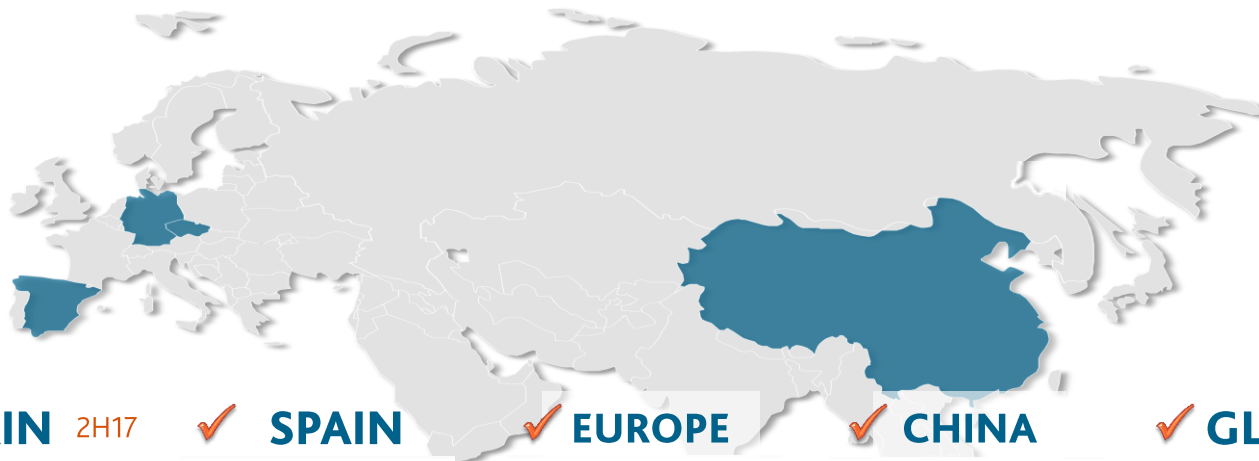 IN 2H17 ✓ SPAIN ✓ EUROPE ✓ CHINA ✓ GL